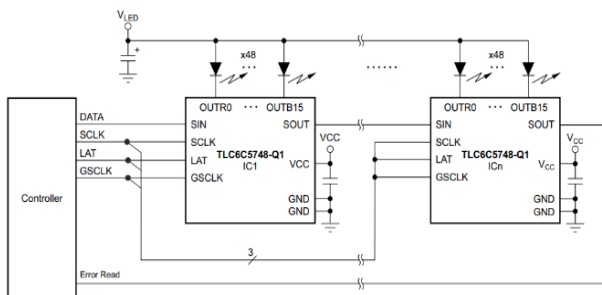 VLED
x48
x48
OUTR0 ··· OUTB15
OUTR0 ··· OUTB15
DATA
SCLK
LAT
GSCLK
Controller
Error Read
SIN
SOUT
SCLK
TLC6C5748-Q1
LAT
IC1
VCC
GSCLK
GND
GND
VCC
3
SIN
SOUT
SCLK
TLC6C5748-Q1
LAT
ICn
VCC
GSCLK
GND
GND
VCC